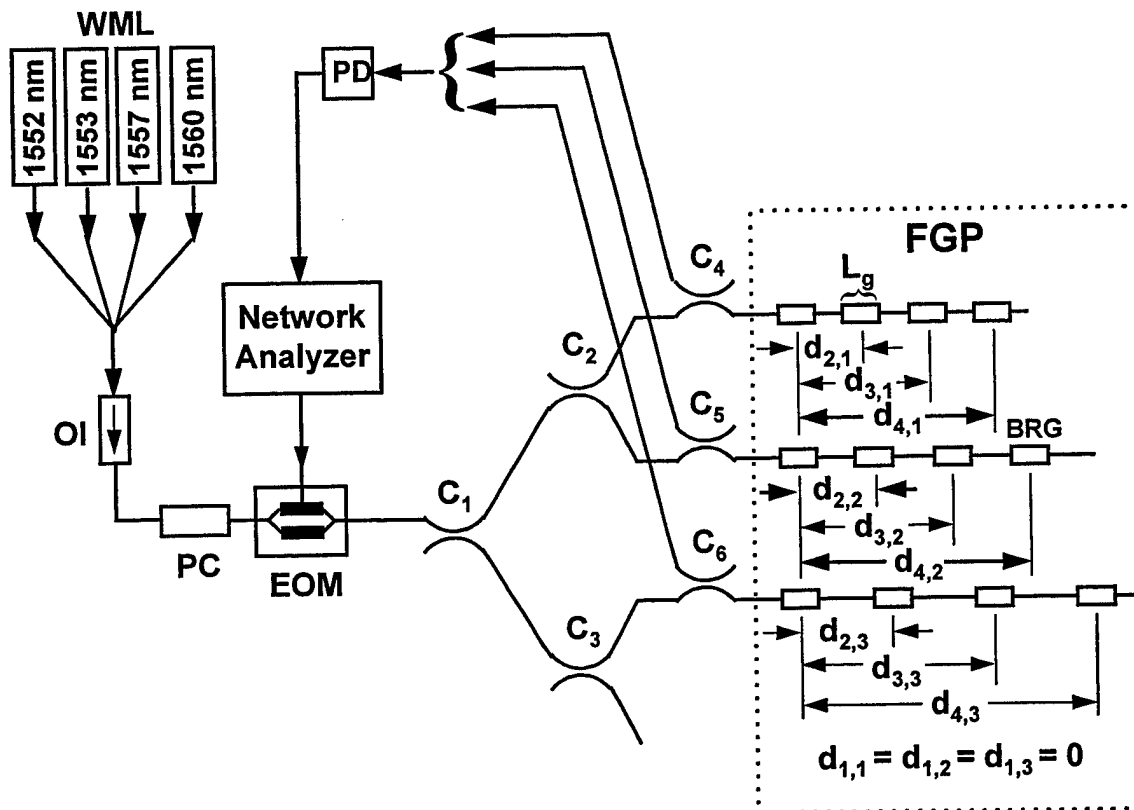 WML
1552 nm
1553 nm
1557 nm
1560 nm
PD
Network
Analyzer
OI
PC
EOM
C1
C2
C3
C4
C5
C6
FGP
Lg
d2,1
d3,1
d4,1
BRG
d2,2
d3,2
d4,2
d2,3
d3,3
d4,3
d1,1 = d1,2 = d1,3 = 0